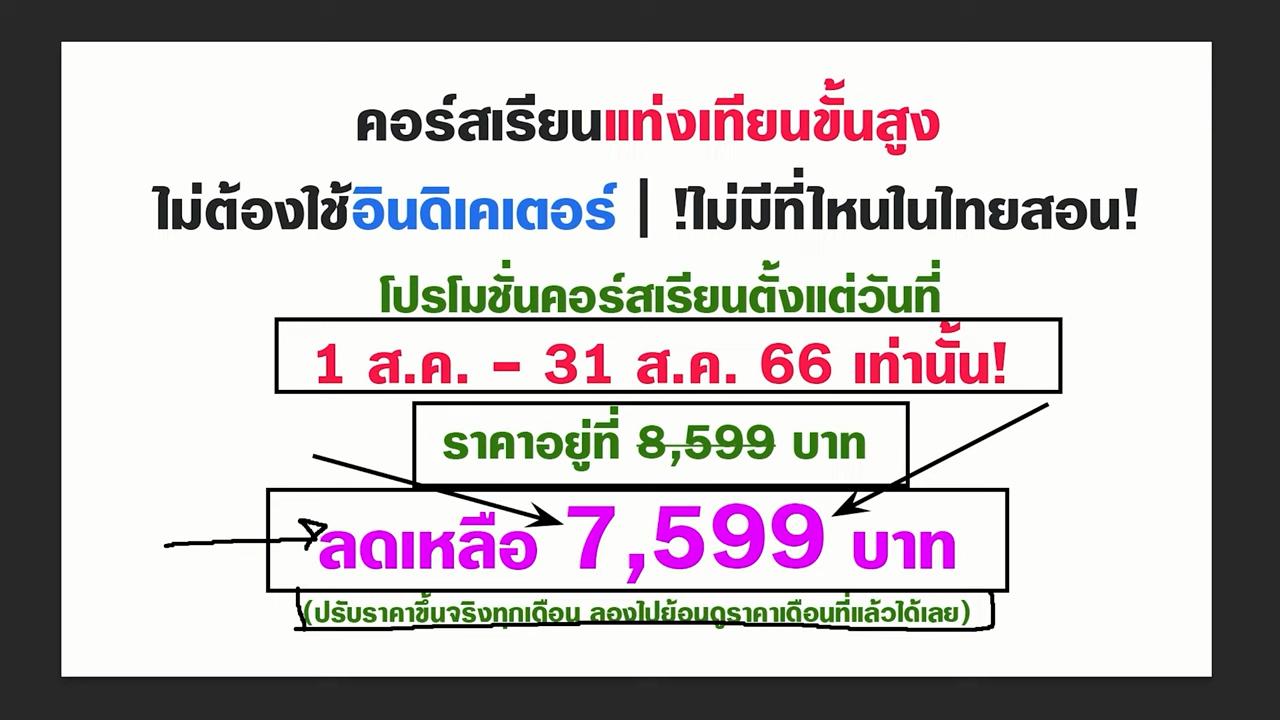 คอร์สเรียนแท่งเทียนขั้นสูง
ไม่ต้องใช้อินดิเคเตอร์ | !ไม่มีที่ไหนในไทยสอน!
โปรโมชั่นคอร์สเรียนตั้งแต่วันที่
1 ส.ค. - 31 ส.ค. 66 เท่านั้น!
ราคาอยู่ที่ 8,599 บาท
ลดเหลือ 7,599 บาท
(ปรับราคาขึ้นจริงทุกเดือน ลองไปย้อนดูราคาเดือนที่แล้วได้เลย)